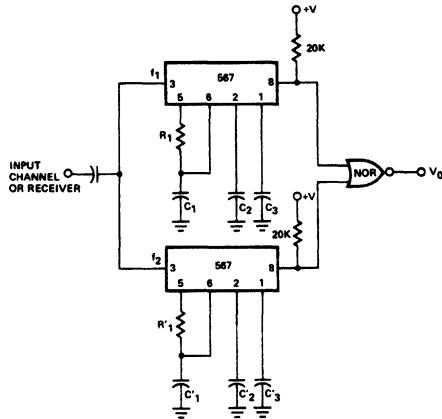 +V
20K
f1
3 567 8
5 6 2 1
R1
INPUT
CHANNEL
OR RECEIVER
C1 C2 C3
NOR
VO
+V
20K
f2
3 567 8
5 6 2 1
R'1
C'1 C'2 C'3